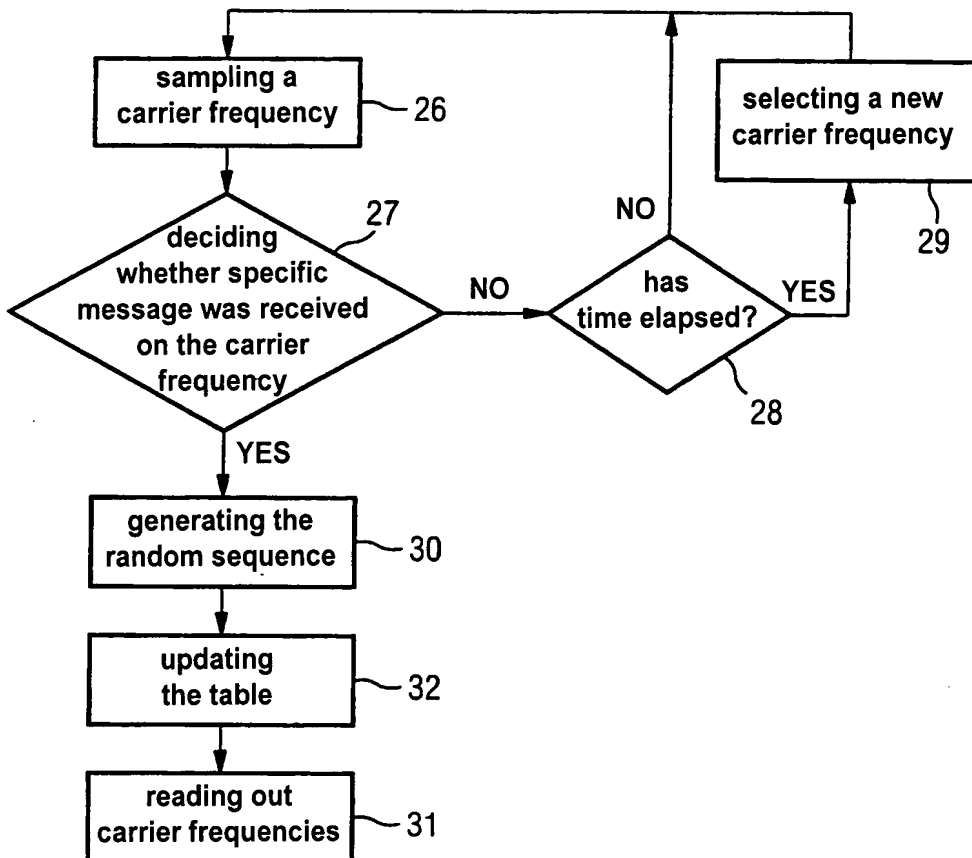 sampling a
carrier frequency
26
selecting a new
carrier frequency
29
deciding
whether specific
message was received
on the carrier
frequency
27
NO
NO
has
time elapsed?
YES
28
YES
generating the
random sequence
30
updating
the table
32
reading out
carrier frequencies
31